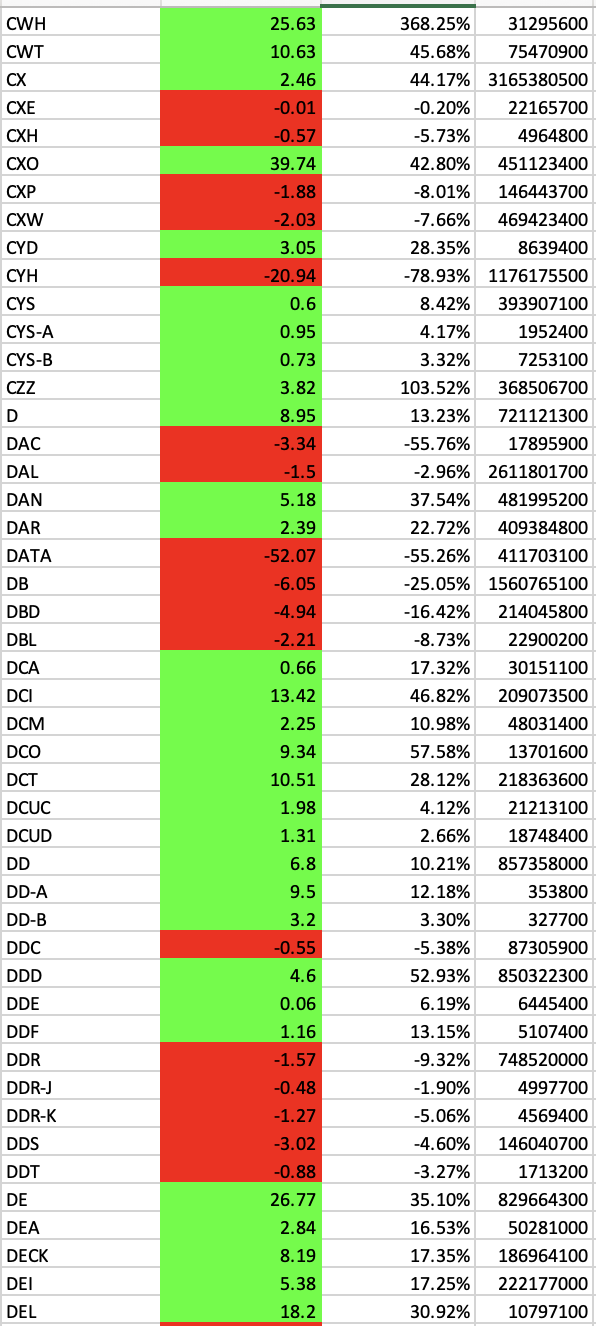 CWH 25.63 368.25% 31295600
CWT 10.63 45.68% 75470900
CX 2.46 44.17% 3165380500
CXE -0.01 -0.20% 22165700
CXH -0.57 -5.73% 4964800
CXO 39.74 42.80% 451123400
CXP -1.88 -8.01% 146443700
CXW -2.03 -7.66% 469423400
CYD 3.05 28.35% 8639400
CYH -20.94 -78.93% 1176175500
CYS 0.6 8.42% 393907100
CYS-A 0.95 4.17% 1952400
CYS-B 0.73 3.32% 7253100
CZZ 3.82 103.52% 368506700
D 8.95 13.23% 721121300
DAC -3.34 -55.76% 17895900
DAL -1.5 -2.96% 2611801700
DAN 5.18 37.54% 481995200
DAR 2.39 22.72% 409384800
DATA -52.07 -55.26% 411703100
DB -6.05 -25.05% 1560765100
DBD -4.94 -16.42% 214045800
DBL -2.21 -8.73% 22900200
DCA 0.66 17.32% 30151100
DCI 13.42 46.82% 209073500
DCM 2.25 10.98% 48031400
DCO 9.34 57.58% 13701600
DCT 10.51 28.12% 218363600
DCUC 1.98 4.12% 21213100
DCUD 1.31 2.66% 18748400
DD 6.8 10.21% 857358000
DD-A 9.5 12.18% 353800
DD-B 3.2 3.30% 327700
DDC -0.55 -5.38% 87305900
DDD 4.6 52.93% 850322300
DDE 0.06 6.19% 6445400
DDF 1.16 13.15% 5107400
DDR -1.57 -9.32% 748520000
DDR-J -0.48 -1.90% 4997700
DDR-K -1.27 -5.06% 4569400
DDS -3.02 -4.60% 146040700
DDT -0.88 -3.27% 1713200
DE 26.77 35.10% 829664300
DEA 2.84 16.53% 50281000
DECK 8.19 17.35% 186964100
DEI 5.38 17.25% 222177000
DEL 18.2 30.92% 10797100